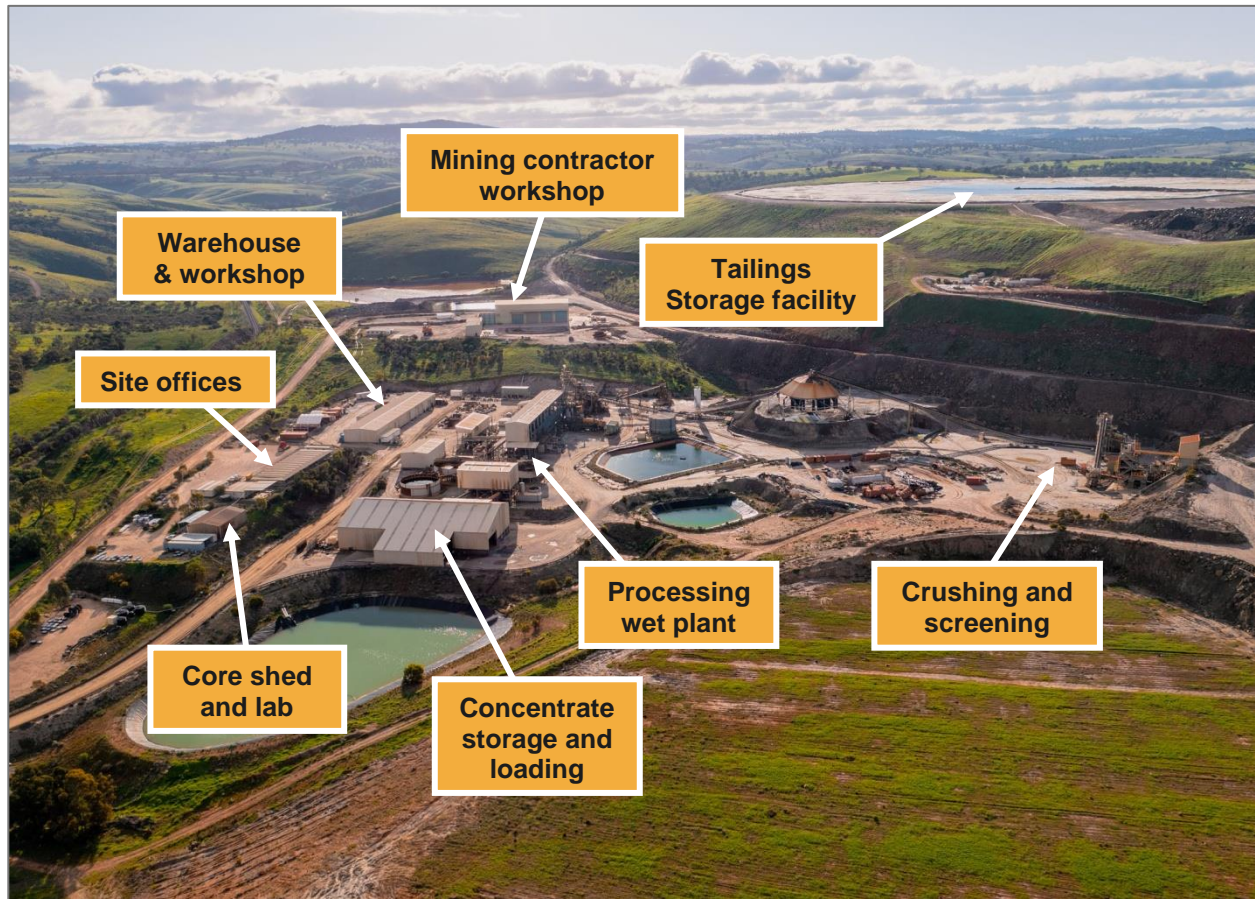 Mining contractor
workshop
Warehouse
& workshop
Tailings
Storage facility
Site offices
Processing
wet plant
Crushing and
screening
Core shed
and lab
Concentrate
storage and
loading